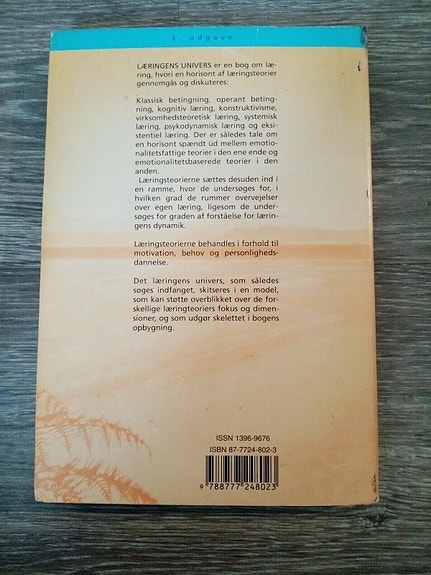 3. udgave
LÆRINGENS UNIVERS er en bog om læ-
ring, hvori en horisont af læringsteorier
gennemgås og diskuteres:
Klassisk betingning, operant beting-
ning, kognitiv læring, konstruktivisme,
virksomhedsteoretisk læring, systemisk
læring, psykodynamisk læring og eksi-
stentiel læring. Der er således tale om
en horisont spændt ud mellem emotio-
nalitetsfattige teorier i den ene ende og
emotionalitetsbaserede teorier i den
anden.
Læringsteorierne sættes desuden ind i
en ramme, hvor de undersøges for, i
hvilken grad de rummer overvejelser
over egen læring, ligesom de under-
søges for graden af forståelse for lærin-
gens dynamik.
Læringsteorierne behandles i forhold til
motivation, behov og personligheds-
dannelse.
Det læringens univers, som således
søges indfanget, skitseres i en model,
som kan støtte overblikket over de for-
skellige læringteoriers fokus og dimen-
sioner, og som udgør skelettet i bogens
opbygning.
ISSN 1396-9676
ISBN 87-7724-802-3
9 788777 248023